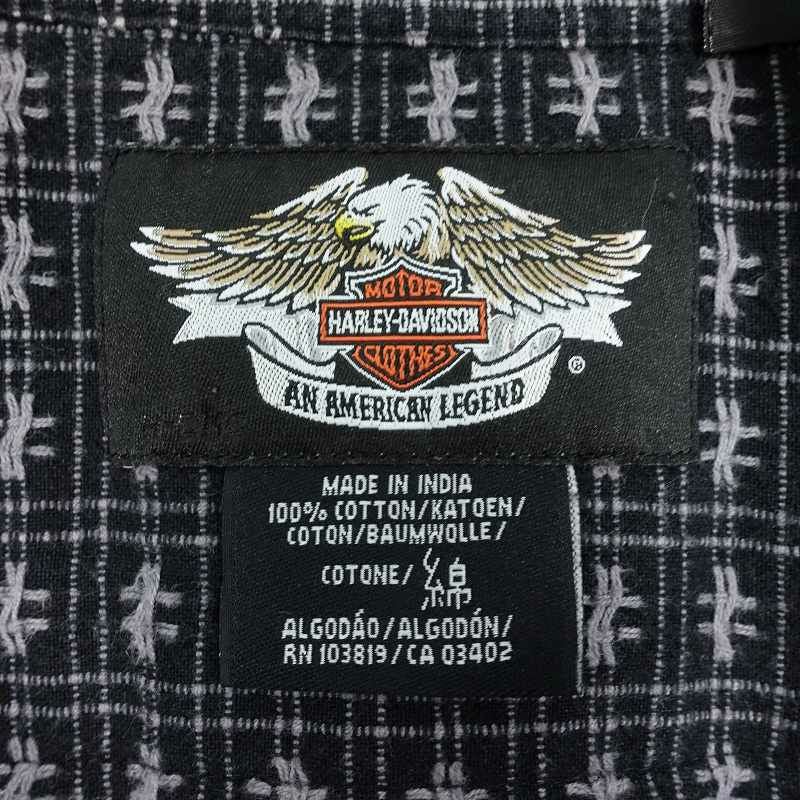 MOTOR
HARLEY-DAVIDSON
CLOTHES
®
AN AMERICAN LEGEND
MADE IN INDIA
100% COTTON/KATOEN/
COTON/BAUMWOLLE/
COTONE/綿
ALGODÁO/ALGODÓN/
RN 103819/CA 03402